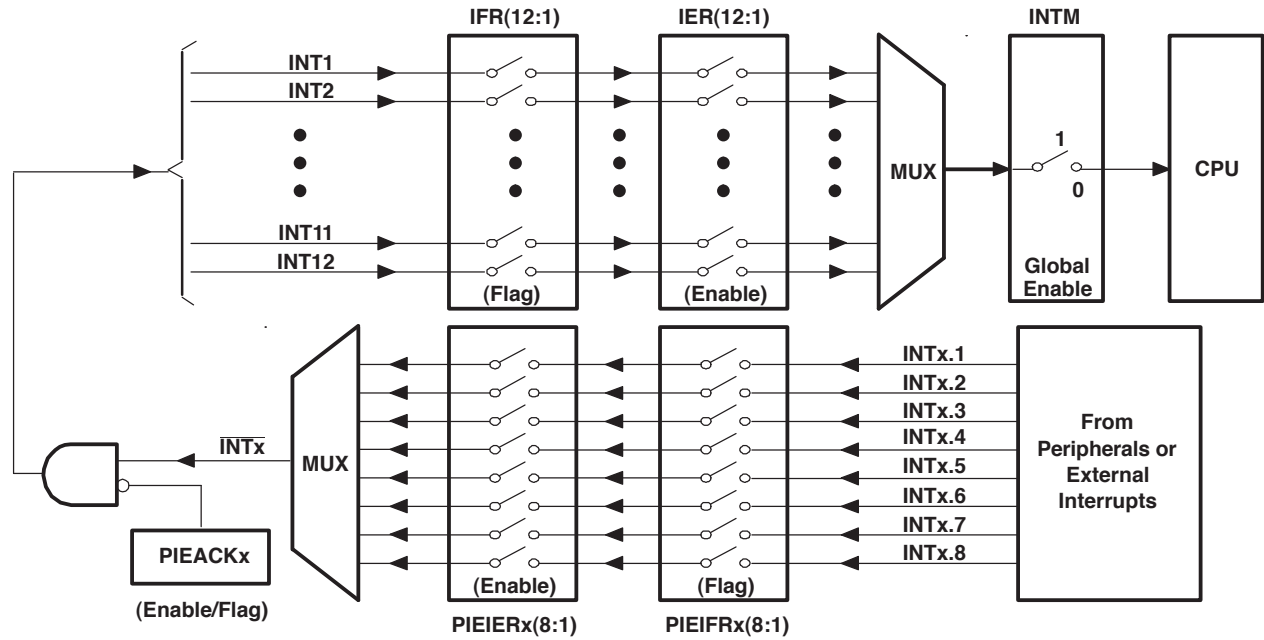 IFR(12:1) IER(12:1) INTM
INT1
INT2
1
MUX
CPU
0
INT11
INT12
Global
Enable
(Flag) (Enable)
INTx.1
INTx.2
INTx.3
INTx.4
INTx.5
INTx.6
INTx.7
INTx.8
From
Peripherals or
External
Interrupts
INTx
MUX
PIEACKx
(Enable/Flag)
(Enable) (Flag)
PIEIERx(8:1) PIEIFRx(8:1)